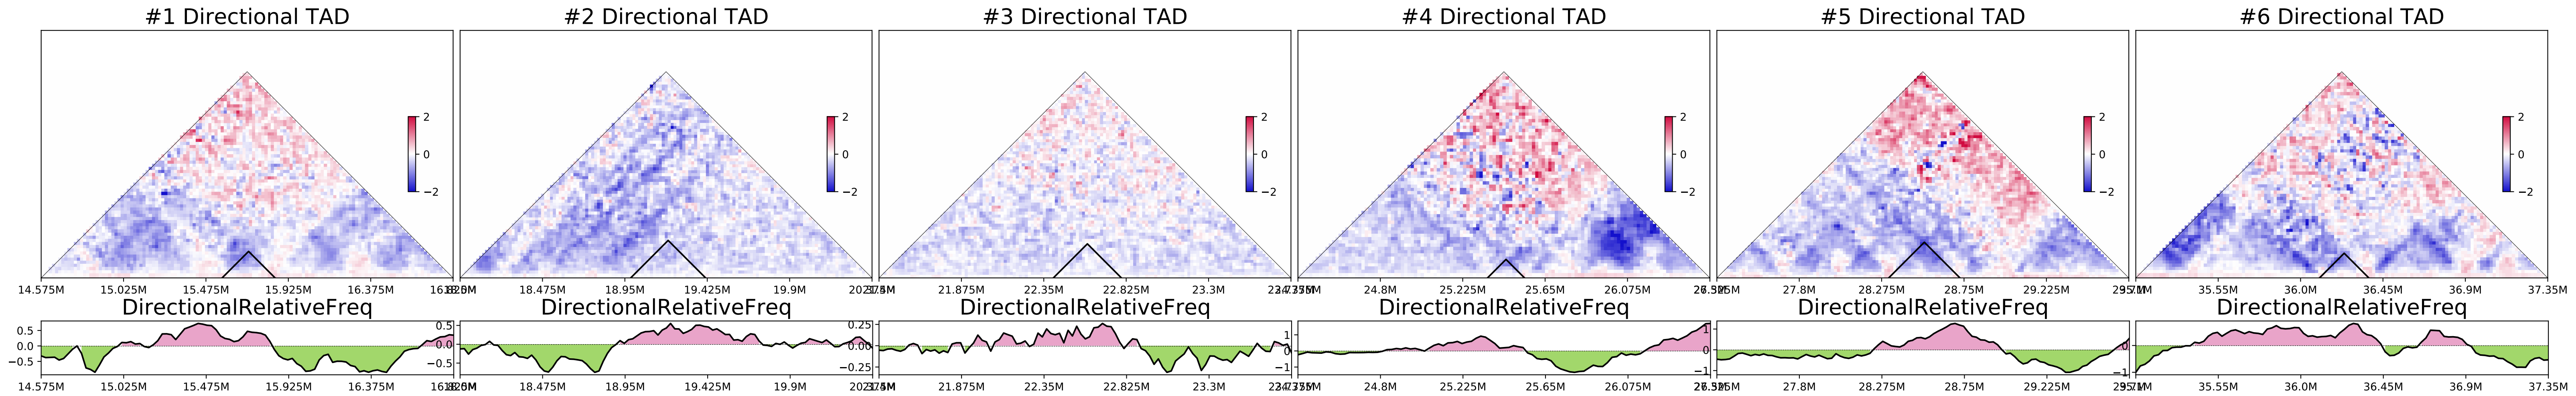 #1 Directional TAD
#2 Directional TAD
#3 Directional TAD
#4 Directional TAD
#5 Directional TAD
#6 Directional TAD
2
0
−2
2
0
−2
2
0
−2
2
0
−2
2
0
−2
2
0
−2
14.575M 15.025M 15.475M 15.925M 16.375M
18.475M 18.95M 19.425M 19.9M
21.875M 22.35M 22.825M 23.3M
24.8M 25.225M 25.65M 26.075M
27.8M 28.275M 28.75M 29.225M
35.55M 36.0M 36.45M 36.9M 37.35M
DirectionalRelativeFreq
DirectionalRelativeFreq
DirectionalRelativeFreq
DirectionalRelativeFreq
DirectionalRelativeFreq
DirectionalRelativeFreq
0.5
0.0
−0.5
0.5
0.0
−0.5
0.25
0.00
−0.25
1
0
−1
1
0
−1
0
−1
14.575M 15.025M 15.475M 15.925M 16.375M
18.475M 18.95M 19.425M 19.9M
21.875M 22.35M 22.825M 23.3M
24.8M 25.225M 25.65M 26.075M
27.8M 28.275M 28.75M 29.225M
35.55M 36.0M 36.45M 36.9M 37.35M